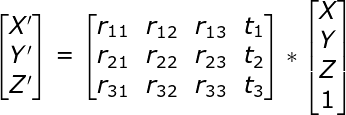 [X′] = [r₁₁ r₁₂ r₁₃ t₁] * [X]
[Y′] [r₂₁ r₂₂ r₂₃ t₂] [Y]
[Z′] [r₃₁ r₃₂ r₃₃ t₃] [Z]
[1]